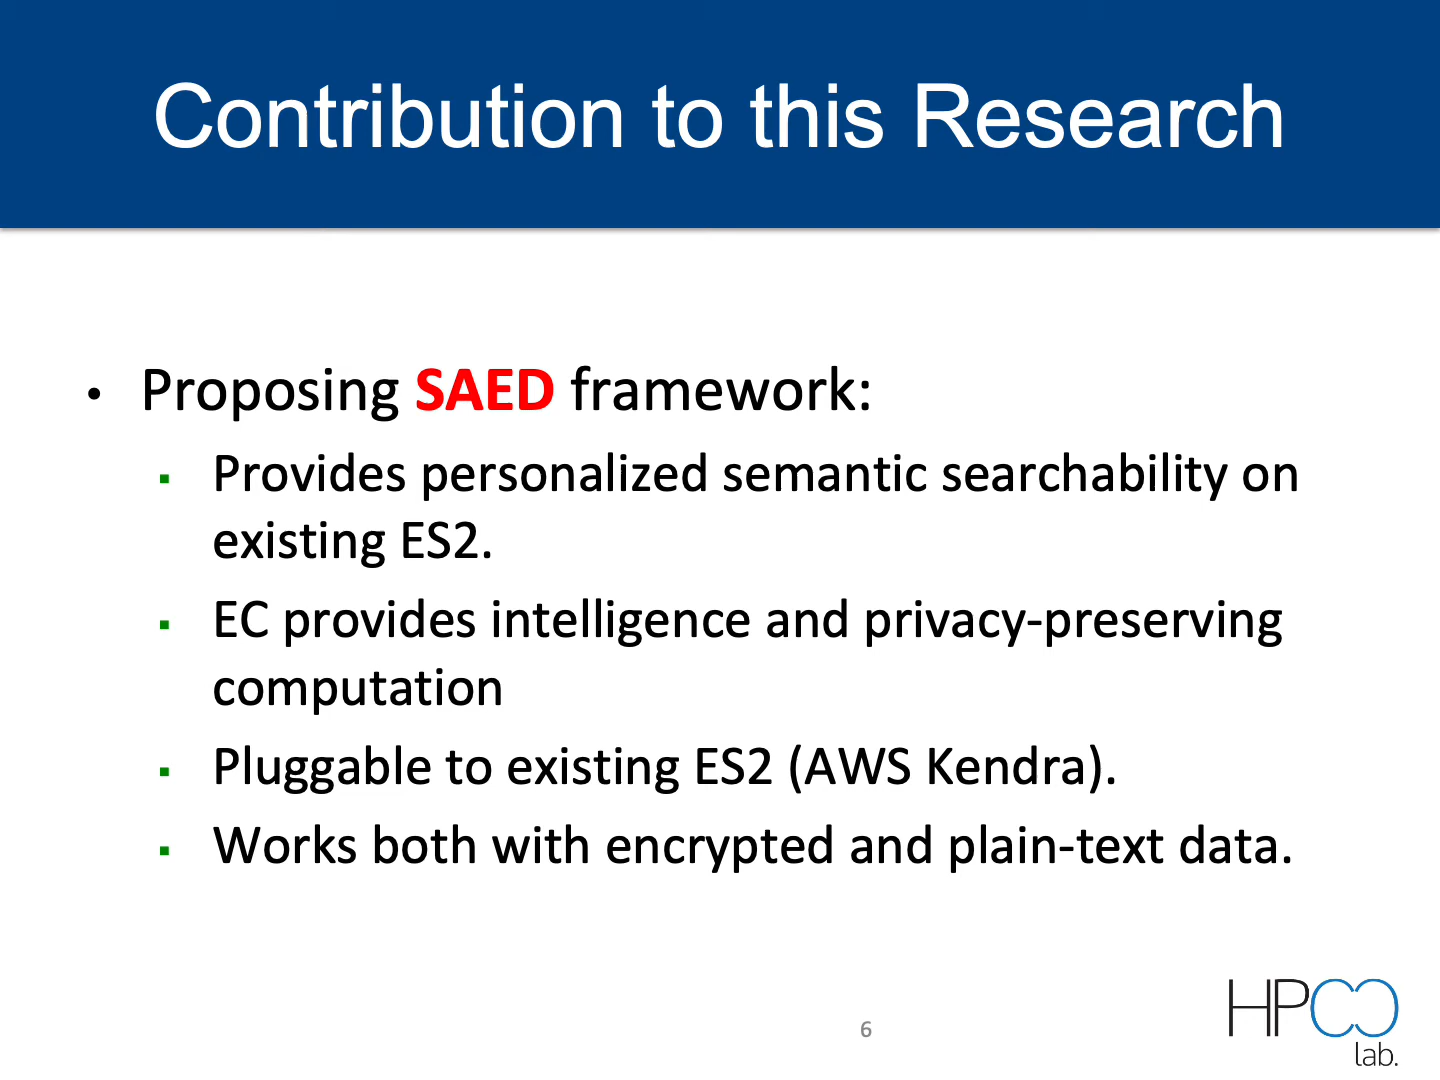 Contribution to this Research
• Proposing SAED framework:
▪ Provides personalized semantic searchability on
existing ES2.
▪ EC provides intelligence and privacy-preserving
computation
▪ Pluggable to existing ES2 (AWS Kendra).
▪ Works both with encrypted and plain-text data.
6
HPCC
lab.